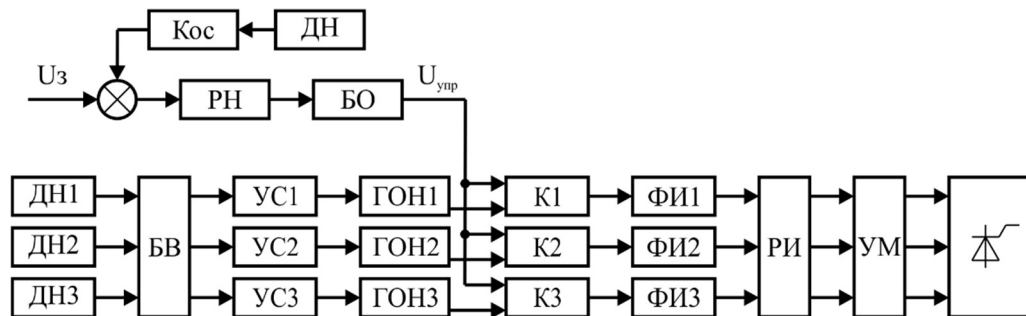 Кос ДН
Uз РН БО Uупр
ДН1 УС1 ГОН1 К1 ФИ1
ДН2 БВ УС2 ГОН2 К2 ФИ2 РИ УМ
ДН3 УС3 ГОН3 К3 ФИ3